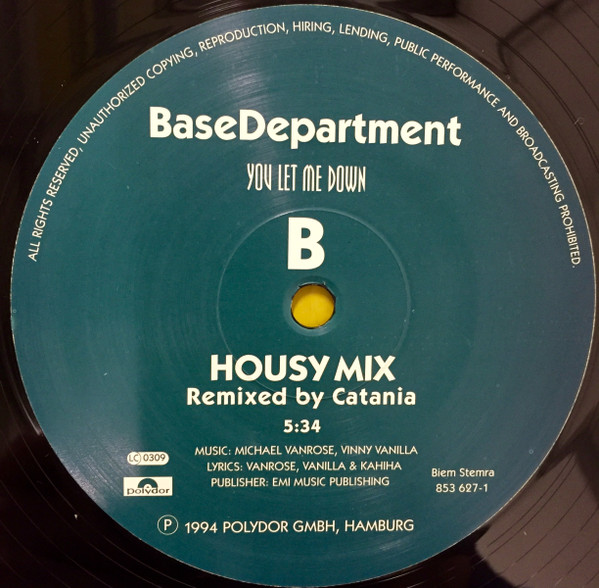 ALL RIGHTS RESERVED, UNAUTHORIZED COPYING, REPRODUCTION, HIRING, LENDING, PUBLIC PERFORMANCE AND BROADCASTING PROHIBITED.
BaseDepartment
YOU LET ME DOWN
B
HOUSY MIX
Remixed by Catania
5:34
MUSIC: MICHAEL VANROSE, VINNY VANILLA
LYRICS: VANROSE, VANILLA & KAHIHA
PUBLISHER: EMI MUSIC PUBLISHING
LC 0309
polydor
Biem Stemra
853 627-1
Ⓟ 1994 POLYDOR GMBH, HAMBURG